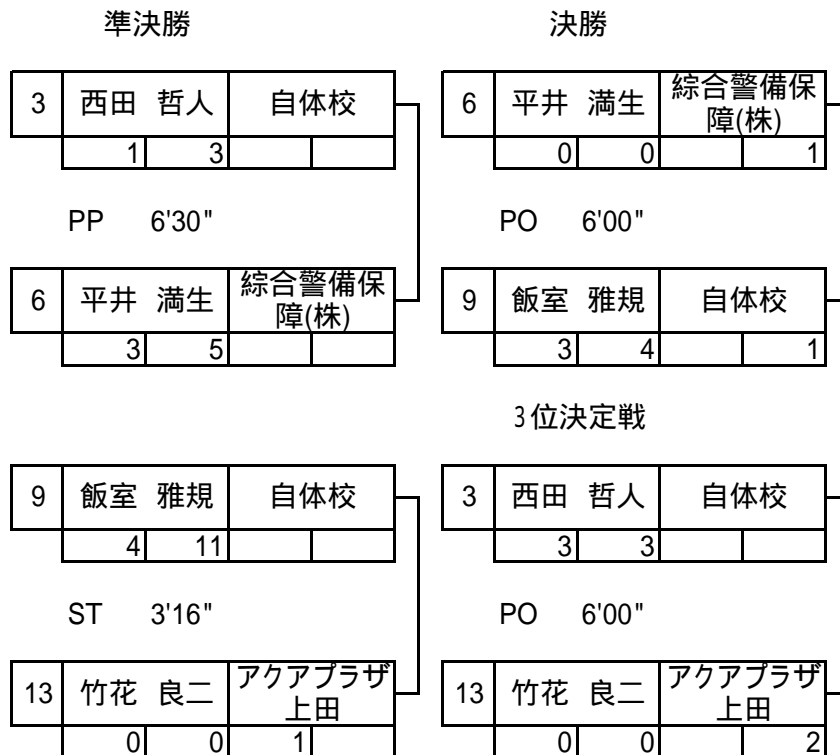 準決勝
3 西田 哲人 自体校
1 3
PP 6'30"
6 平井 満生 綜合警備保
障(株)
3 5
9 飯室 雅規 自体校
4 11
ST 3'16"
13 竹花 良二 アクアプラザ
上田
0 0 1
決勝
6 平井 満生 綜合警備保
障(株)
0 0 1
PO 6'00"
9 飯室 雅規 自体校
3 4 1
3位決定戦
3 西田 哲人 自体校
3 3
PO 6'00"
13 竹花 良二 アクアプラザ
上田
0 0 2